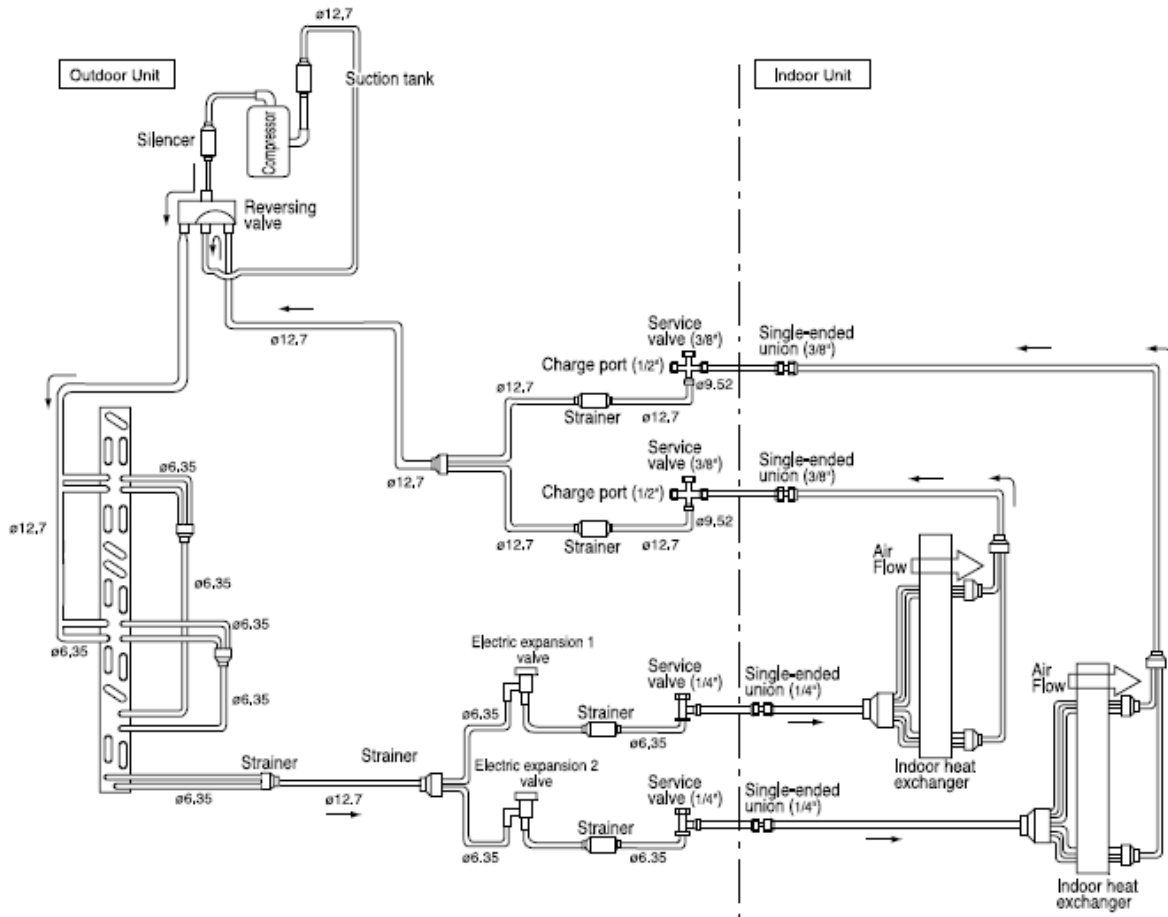 ø12,7
Outdoor Unit
Indoor Unit
Suction tank
Compressor
Silencer
Reversing
valve
ø12,7
Service
valve (3/8")
Single-ended
union (3/8")
Charge port (1/2")
ø12,7
ø9.52
Strainer
ø12,7
Service
valve (3/8")
Single-ended
union (3/8")
ø6,35
ø12,7
Charge port (1/2")
ø12,7
ø12,7
ø9,52
Strainer
ø12,7
Air
Flow
ø6,35
ø6,35
ø6,35
Electric expansion 1
valve
Service
valve (1/4")
Single-ended
union (1/4")
Air
Flow
ø6,35
ø6,35
Strainer
ø6,35
Strainer
Strainer
Electric expansion 2
valve
Indoor heat
exchanger
ø6,35
ø12.7
Service
valve (1/4")
Single-ended
union (1/4")
Strainer
ø6.35
ø6.35
Indoor heat
exchanger